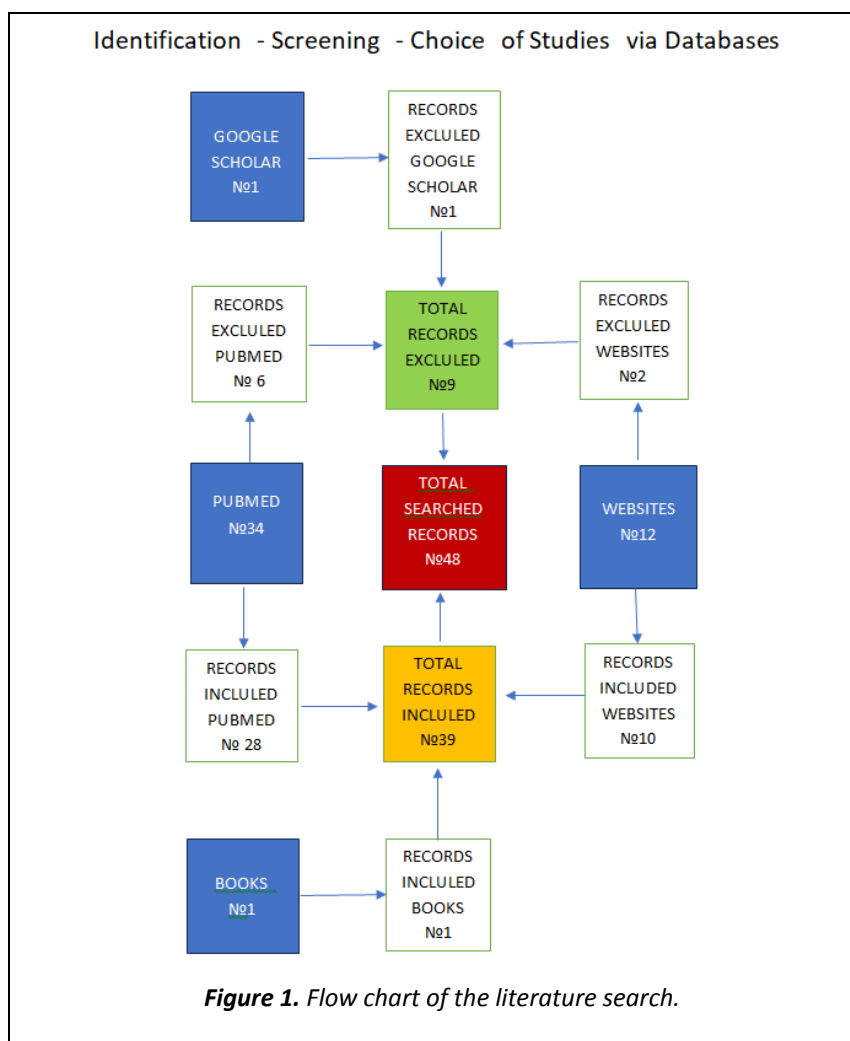 Identification - Screening - Choice of Studies via Databases
GOOGLE
SCHOLAR
№1
RECORDS
EXCLULED
GOOGLE
SCHOLAR
№1
RECORDS
EXCLULED
PUBMED
№ 6
TOTAL
RECORDS
EXCLULED
№9
RECORDS
EXCLULED
WEBSITES
№2
PUBMED
№34
TOTAL
SEARCHED
RECORDS
№48
WEBSITES
№12
RECORDS
INCLULED
PUBMED
№ 28
TOTAL
RECORDS
INCLULED
№39
RECORDS
INCLUDED
WEBSITES
№10
BOOKS
№1
RECORDS
INCLULED
BOOKS
№1
Figure 1. Flow chart of the literature search.